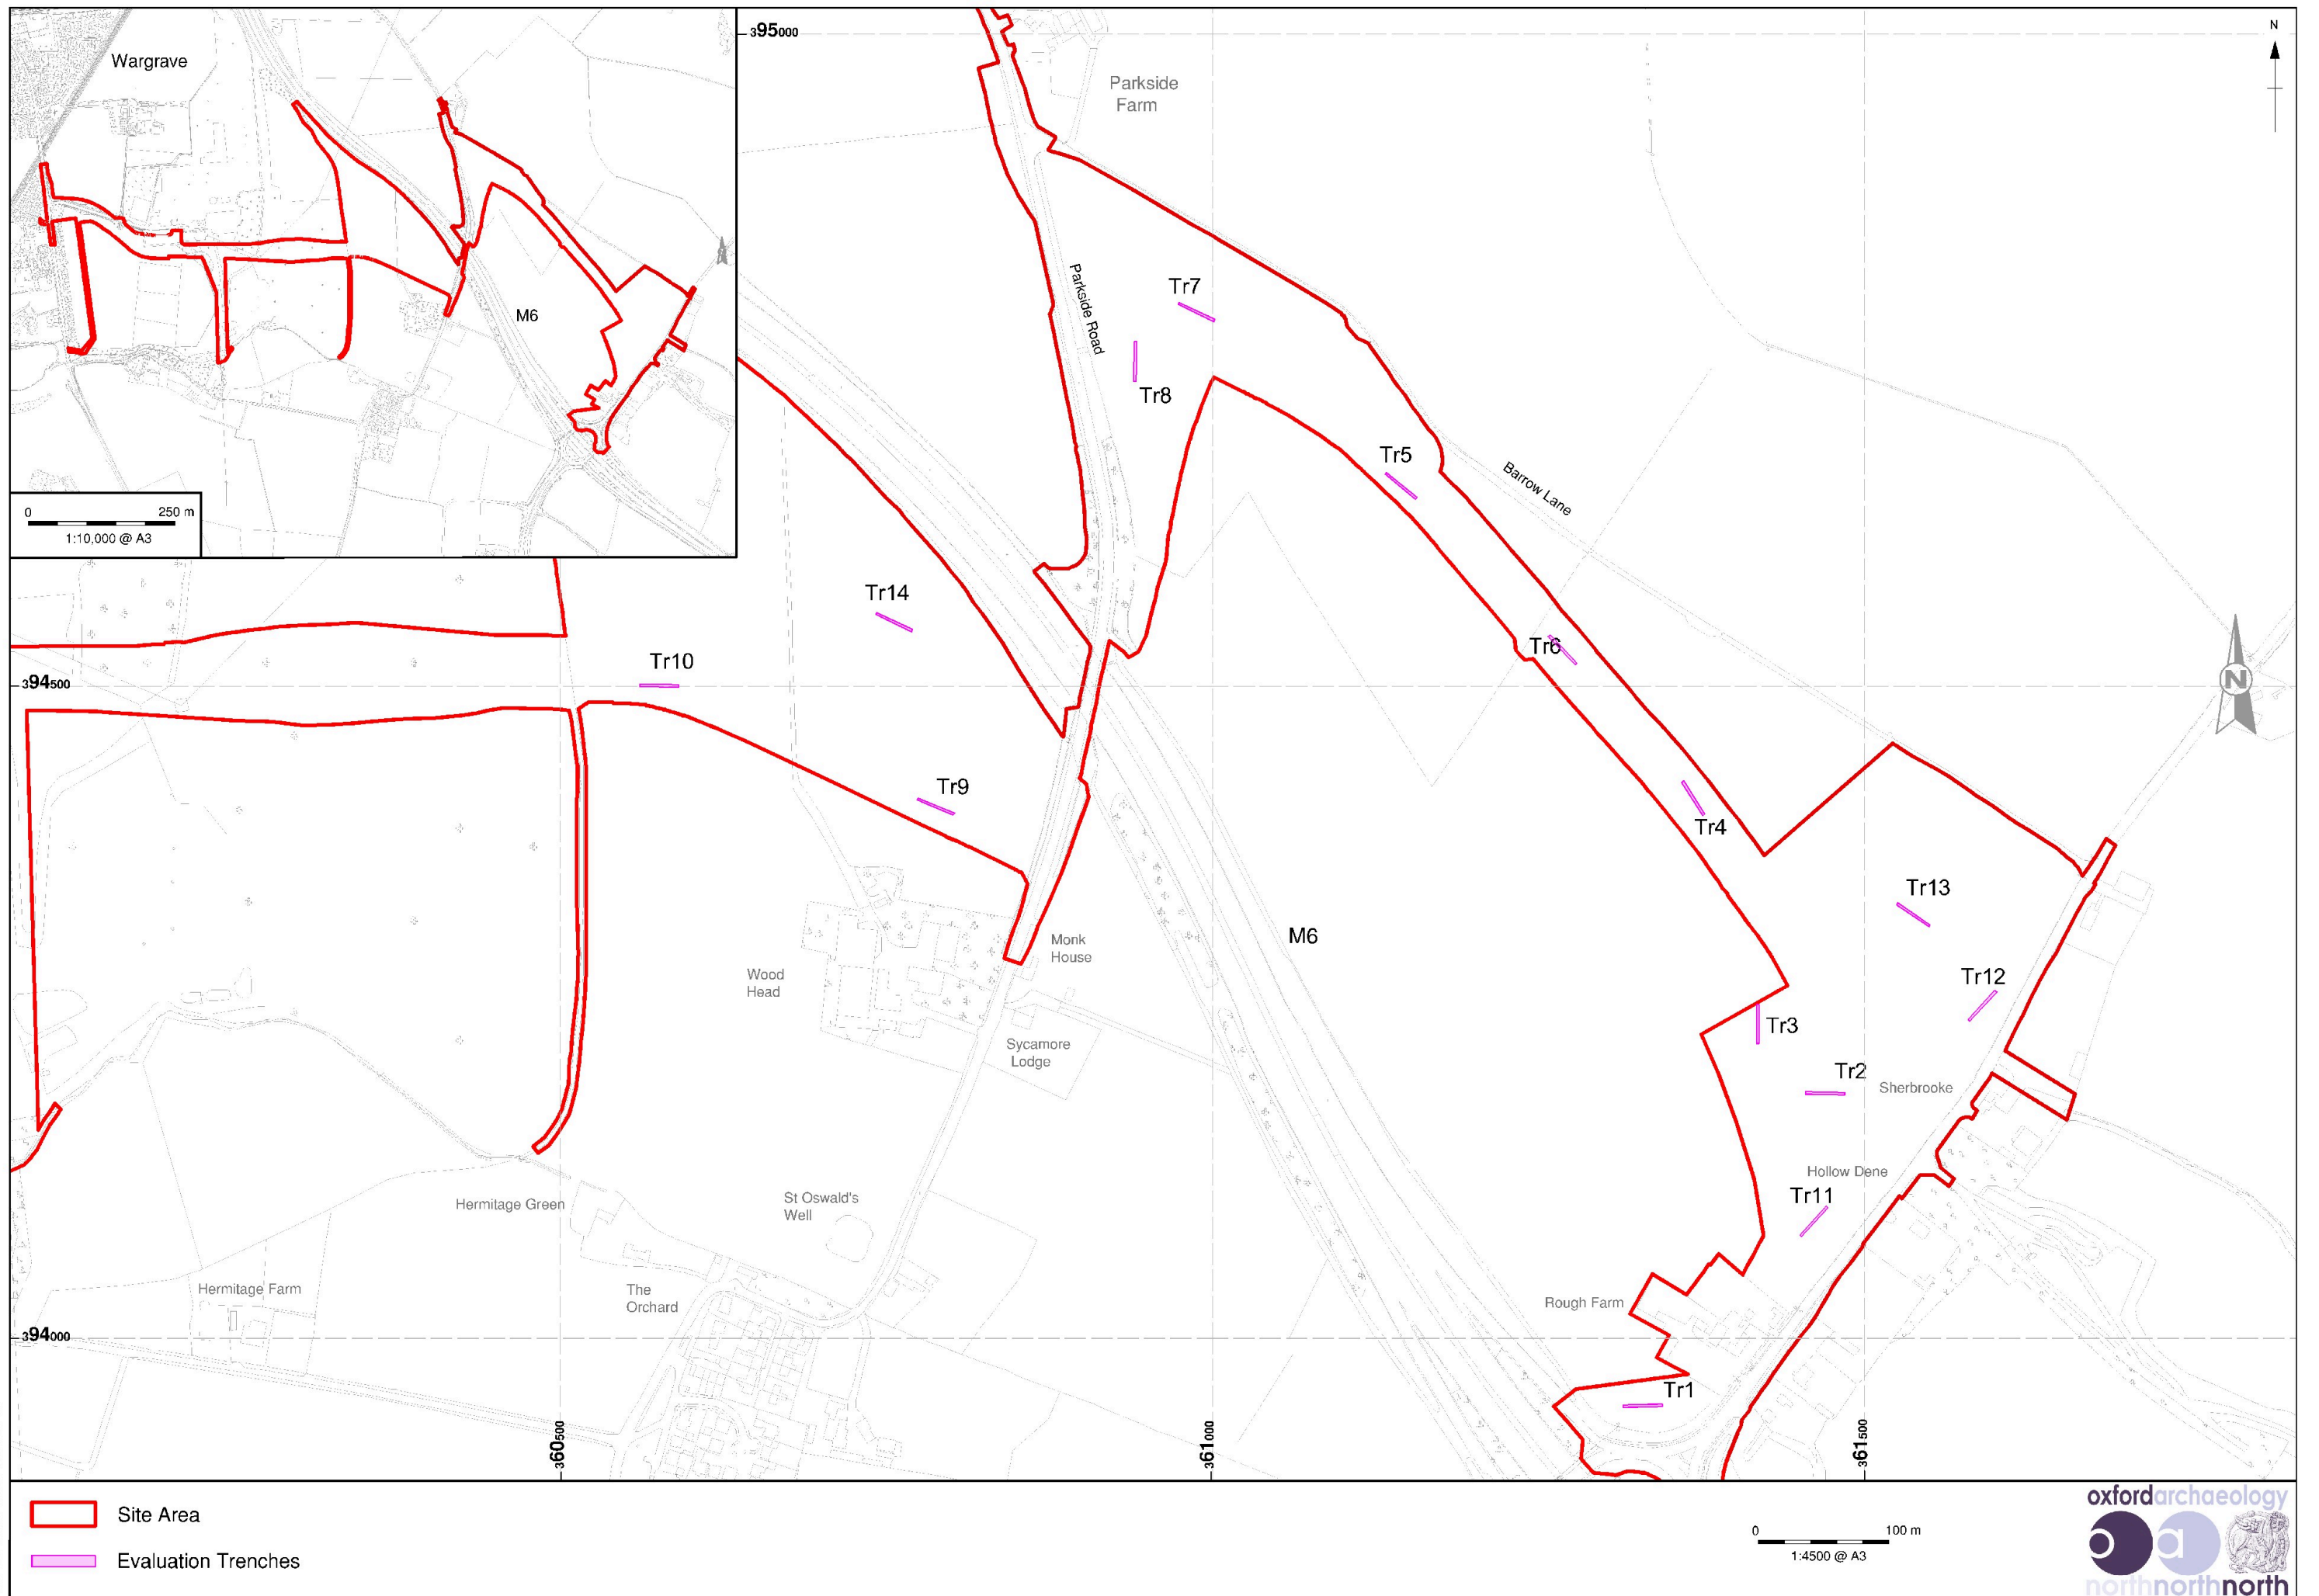 Wargrave
M6
0 250 m
1:10,000 @ A3
395000
Parkside
Farm
N
Parkside Road
Tr7
Tr8
Tr5
Barrow Lane
Tr14
Tr6
Tr10
394500
N
Tr9
Tr4
Tr13
M6
Monk
House
Wood
Head
Tr12
Tr3
Sycamore
Lodge
Tr2
Sherbrooke
Hollow Dene
Tr11
Hermitage Green
St Oswald's
Well
Hermitage Farm
The
Orchard
Rough Farm
394000
Tr1
360500
361000
361500
Site Area
Evaluation Trenches
0 100 m
1:4500 @ A3
oxfordarchaeology
o a
northnorthnorth